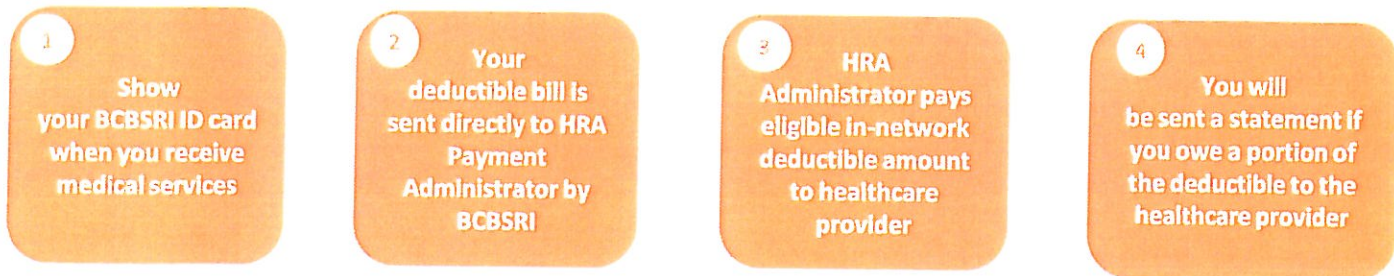 1
Show
your BCBSRI ID card
when you receive
medical services
2
Your
deductible bill is
sent directly to HRA
Payment
Administrator by
BCBSRI
3
HRA
Administrator pays
eligible in-network
deductible amount
to healthcare
provider
4
You will
be sent a statement if
you owe a portion of
the deductible to the
healthcare provider